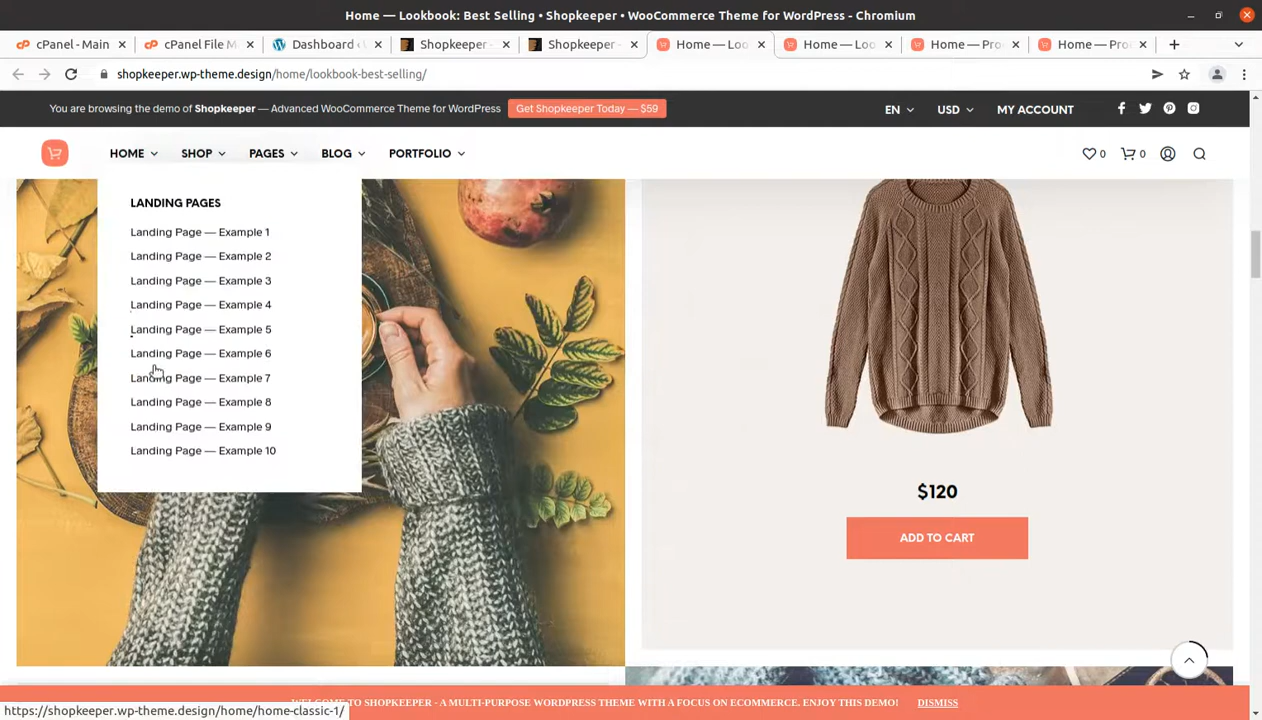 Home — Lookbook: Best Selling • Shopkeeper • WooCommerce Theme for WordPress - Chromium
cPanel - Main
cPanel File M
Dashboard
Shopkeeper
Shopkeeper
Home — Loo
Home — Loo
Home — Pro
Home — Pro
shopkeeper.wp-theme.design/home/lookbook-best-selling/
You are browsing the demo of Shopkeeper — Advanced WooCommerce Theme for WordPress
Get Shopkeeper Today — $59
EN
USD
MY ACCOUNT
HOME
SHOP
PAGES
BLOG
PORTFOLIO
0
0
LANDING PAGES
Landing Page — Example 1
Landing Page — Example 2
Landing Page — Example 3
Landing Page — Example 4
Landing Page — Example 5
Landing Page — Example 6
Landing Page — Example 7
Landing Page — Example 8
Landing Page — Example 9
Landing Page — Example 10
$120
ADD TO CART
WELCOME TO SHOPKEEPER - A MULTI-PURPOSE WORDPRESS THEME WITH A FOCUS ON ECOMMERCE. ENJOY THIS DEMO!
DISMISS
https://shopkeeper.wp-theme.design/home/home-classic-1/